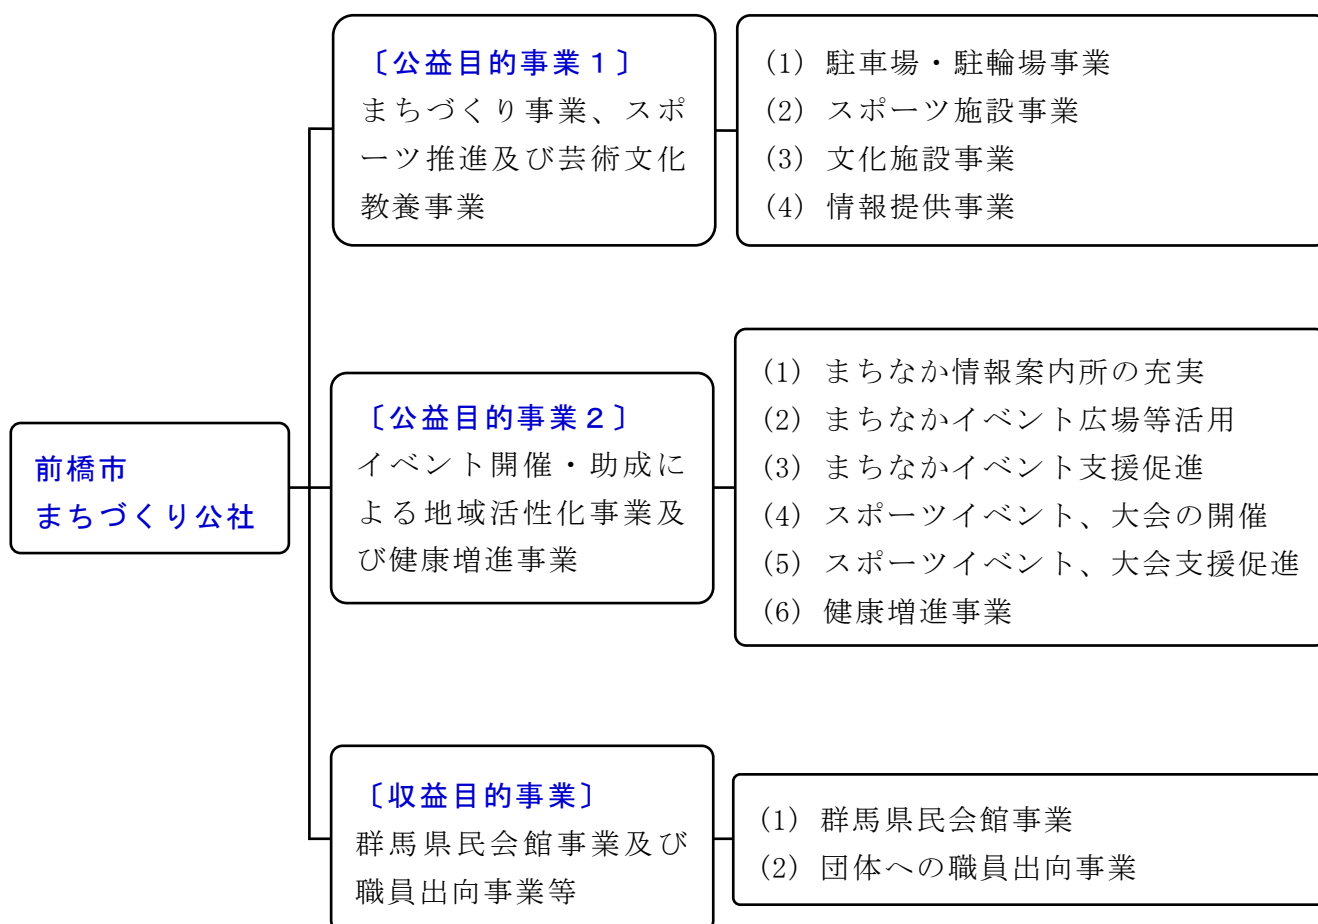 前橋市
まちづくり公社
〔公益目的事業1〕
まちづくり事業、スポ
ーツ推進及び芸術文化
教養事業
(1) 駐車場・駐輪場事業
(2) スポーツ施設事業
(3) 文化施設事業
(4) 情報提供事業
〔公益目的事業2〕
イベント開催・助成に
よる地域活性化事業及
び健康増進事業
(1) まちなか情報案内所の充実
(2) まちなかイベント広場等活用
(3) まちなかイベント支援促進
(4) スポーツイベント、大会の開催
(5) スポーツイベント、大会支援促進
(6) 健康増進事業
〔収益目的事業〕
群馬県民会館事業及び
職員出向事業等
(1) 群馬県民会館事業
(2) 団体への職員出向事業